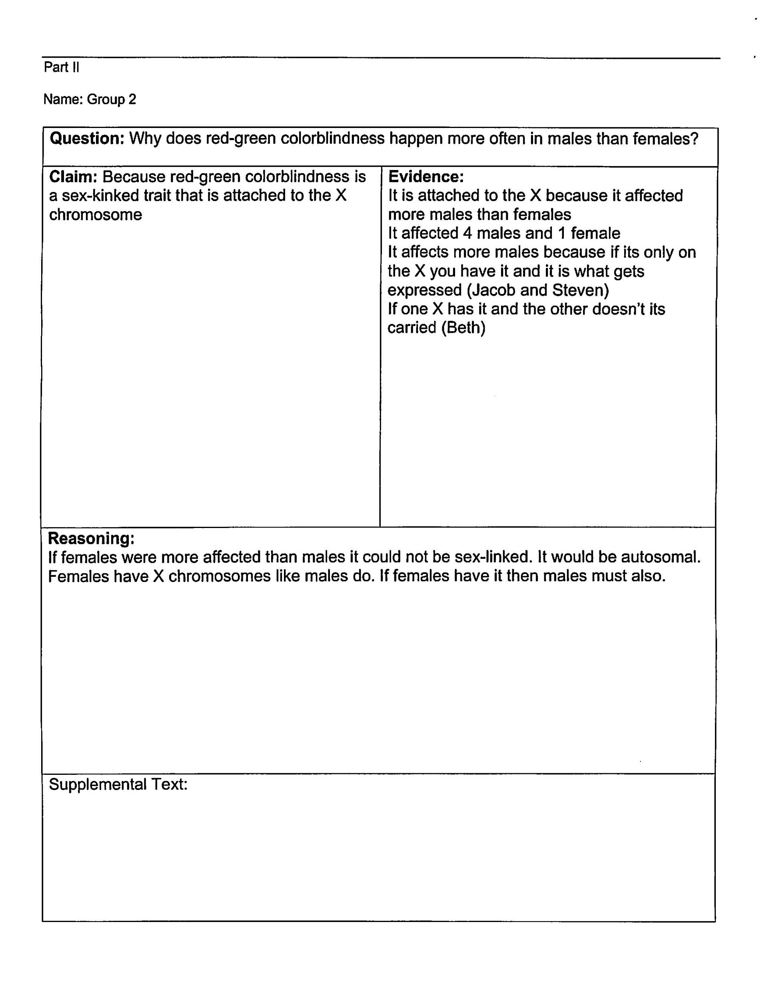 Part II
Name: Group 2
Question: Why does red-green colorblindness happen more often in males than females?
Claim: Because red-green colorblindness is
a sex-kinked trait that is attached to the X
chromosome
Evidence:
It is attached to the X because it affected
more males than females
It affected 4 males and 1 female
It affects more males because if its only on
the X you have it and it is what gets
expressed (Jacob and Steven)
If one X has it and the other doesn't its
carried (Beth)
Reasoning:
If females were more affected than males it could not be sex-linked. It would be autosomal.
Females have X chromosomes like males do. If females have it then males must also.
Supplemental Text: